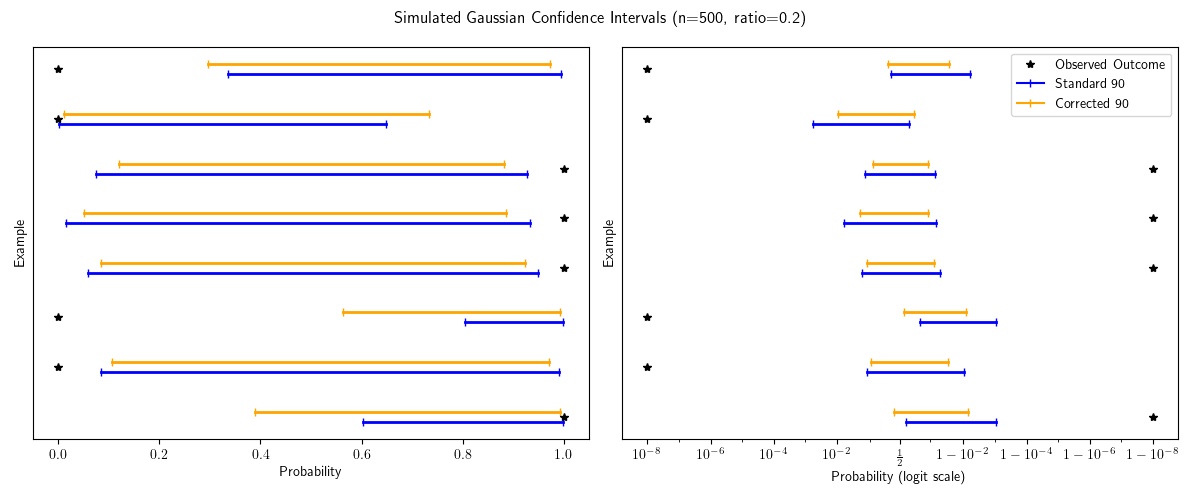 Simulated Gaussian Confidence Intervals (n=500, ratio=0.2)
Example
0.0 0.2 0.4 0.6 0.8 1.0
Probability
Example
Observed Outcome
Standard 90
Corrected 90
10⁻⁸ 10⁻⁶ 10⁻⁴ 10⁻² 1/2 1 − 10⁻² 1 − 10⁻⁴ 1 − 10⁻⁶ 1 − 10⁻⁸
Probability (logit scale)